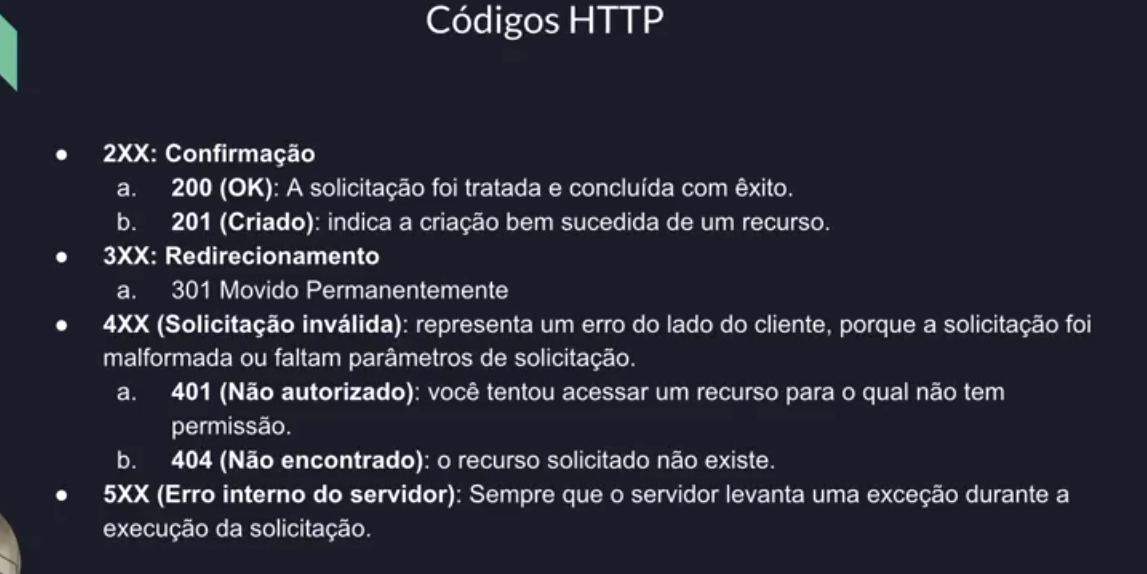 Códigos HTTP
● 2XX: Confirmação
a. 200 (OK): A solicitação foi tratada e concluída com êxito.
b. 201 (Criado): indica a criação bem sucedida de um recurso.
● 3XX: Redirecionamento
a. 301 Movido Permanentemente
● 4XX (Solicitação inválida): representa um erro do lado do cliente, porque a solicitação foi
malformada ou faltam parâmetros de solicitação.
a. 401 (Não autorizado): você tentou acessar um recurso para o qual não tem
permissão.
b. 404 (Não encontrado): o recurso solicitado não existe.
● 5XX (Erro interno do servidor): Sempre que o servidor levanta uma exceção durante a
execução da solicitação.